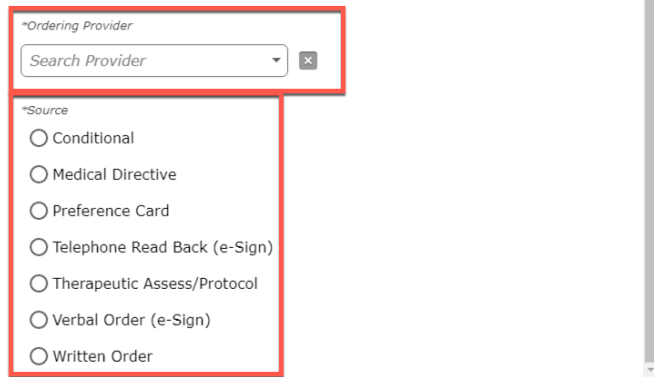 *Ordering Provider
Search Provider
*Source
Conditional
Medical Directive
Preference Card
Telephone Read Back (e-Sign)
Therapeutic Assess/Protocol
Verbal Order (e-Sign)
Written Order